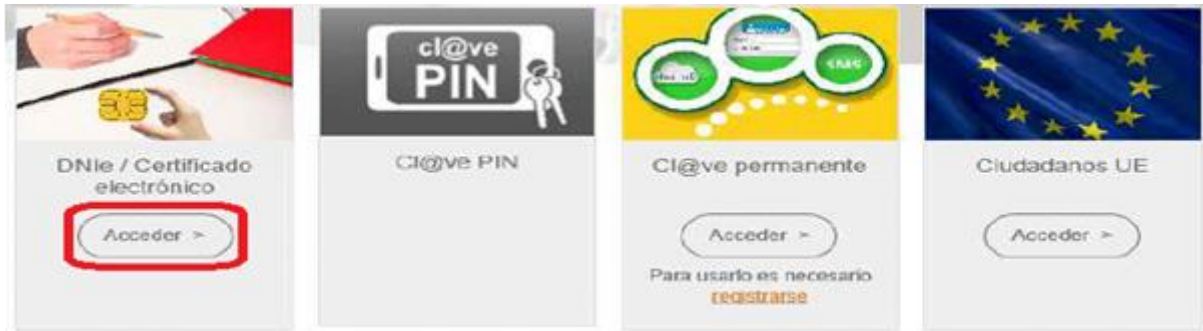 cl@ve
PIN
SMS
DNIe / Certificado
electrónico
Acceder >
Cl@ve PIN
Cl@ve permanente
Acceder >
Para usarlo es necesario
registrarse
Ciudadanos UE
Acceder >